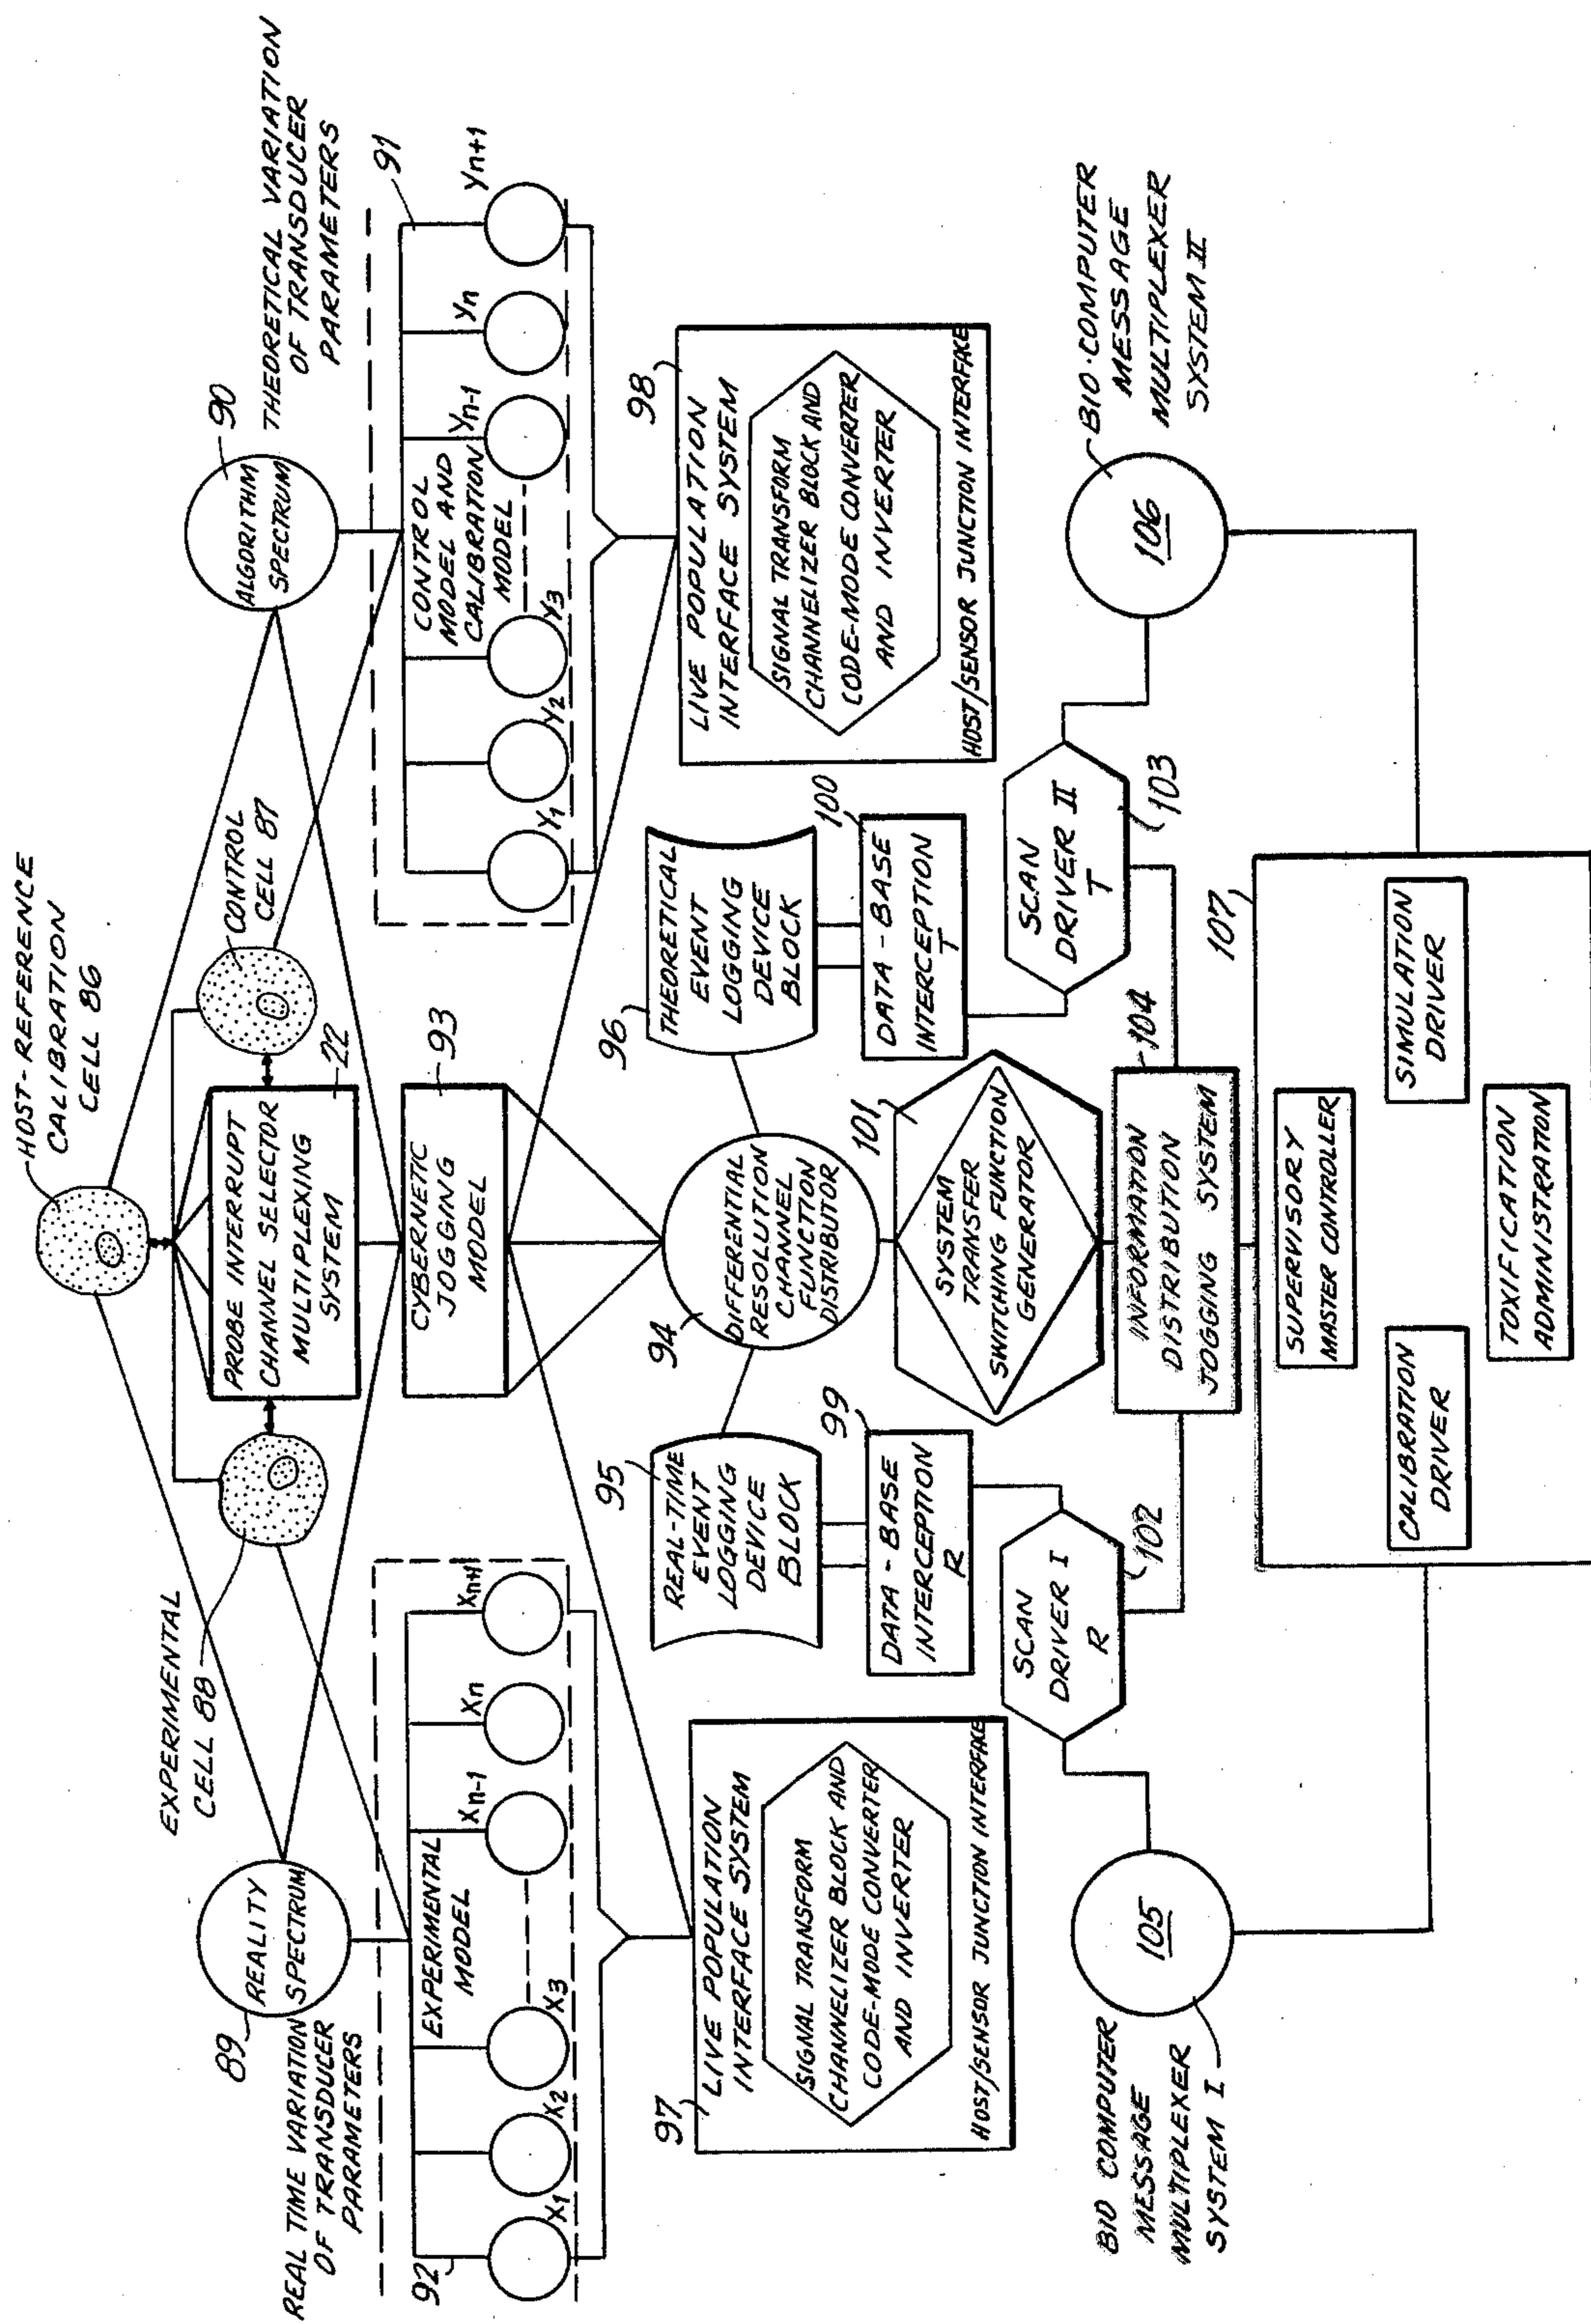 HOST-REFERENCE
CALIBRATION
CELL 86
EXPERIMENTAL
CELL 88
CONTROL
CELL 87
89
REALITY
SPECTRUM
REAL TIME VARIATION
OF TRANSDUCER
PARAMETERS
90
ALGORITHM
SPECTRUM
THEORETICAL VARIATION
OF TRANSDUCER
PARAMETERS
PROBE INTERRUPT
CHANNEL SELECTOR
MULTIPLEXING
SYSTEM
22
92
EXPERIMENTAL
MODEL
X1
X2
X3
Xn-1
Xn
Xn+1
CYBERNETIC
JOGGING
MODEL
93
91
CONTROL
MODEL AND
CALIBRATION
MODEL
Y1
Y2
Y3
Yn-1
Yn
Yn+1
97
LIVE POPULATION
INTERFACE SYSTEM
SIGNAL TRANSFORM
CHANNELIZER BLOCK AND
CODE-MODE CONVERTER
AND INVERTER
HOST/SENSOR JUNCTION INTERFACE
95
REAL-TIME
EVENT
LOGGING
DEVICE
BLOCK
94
DIFFERENTIAL
RESOLUTION
CHANNEL
FUNCTION
DISTRIBUTOR
96
THEORETICAL
EVENT
LOGGING
DEVICE
BLOCK
98
LIVE POPULATION
INTERFACE SYSTEM
SIGNAL TRANSFORM
CHANNELIZER BLOCK AND
CODE-MODE CONVERTER
AND INVERTER
HOST/SENSOR JUNCTION INTERFACE
99
DATA-BASE
INTERCEPTION
R
101
SYSTEM
TRANSFER
SWITCHING FUNCTION
GENERATOR
100
DATA-BASE
INTERCEPTION
T
SCAN
DRIVER I
R
102
INFORMATION
DISTRIBUTION
JOGGING SYSTEM
104
SCAN
DRIVER II
T
103
105
BIO COMPUTER
MESSAGE
MULTIPLEXER
SYSTEM I
106
BIO-COMPUTER
MESSAGE
MULTIPLEXER
SYSTEM II
107
SUPERVISORY
MASTER CONTROLLER
CALIBRATION
DRIVER
SIMULATION
DRIVER
TOXIFICATION
ADMINISTRATION